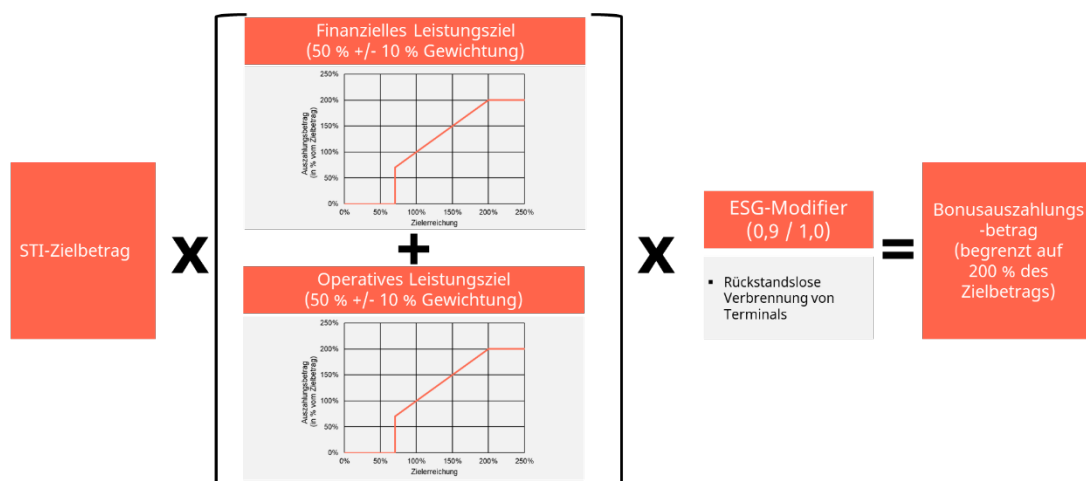 Finanzielles Leistungsziel
(50 % +/- 10 % Gewichtung)
250%
200%
150%
100%
50%
0%
0% 50% 100% 150% 200% 250%
Auszahlungsbetrag
(in % vom Zielbetrag)
Zielerreichung
STI-Zielbetrag
X
+
Operatives Leistungsziel
(50 % +/- 10 % Gewichtung)
250%
200%
150%
100%
50%
0%
0% 50% 100% 150% 200% 250%
Auszahlungsbetrag
(in % vom Zielbetrag)
Zielerreichung
X
ESG-Modifier
(0,9 / 1,0)
▪ Rückstandslose
Verbrennung von
Terminals
=
Bonusauszahlungs
-betrag
(begrenzt auf
200 % des
Zielbetrags)